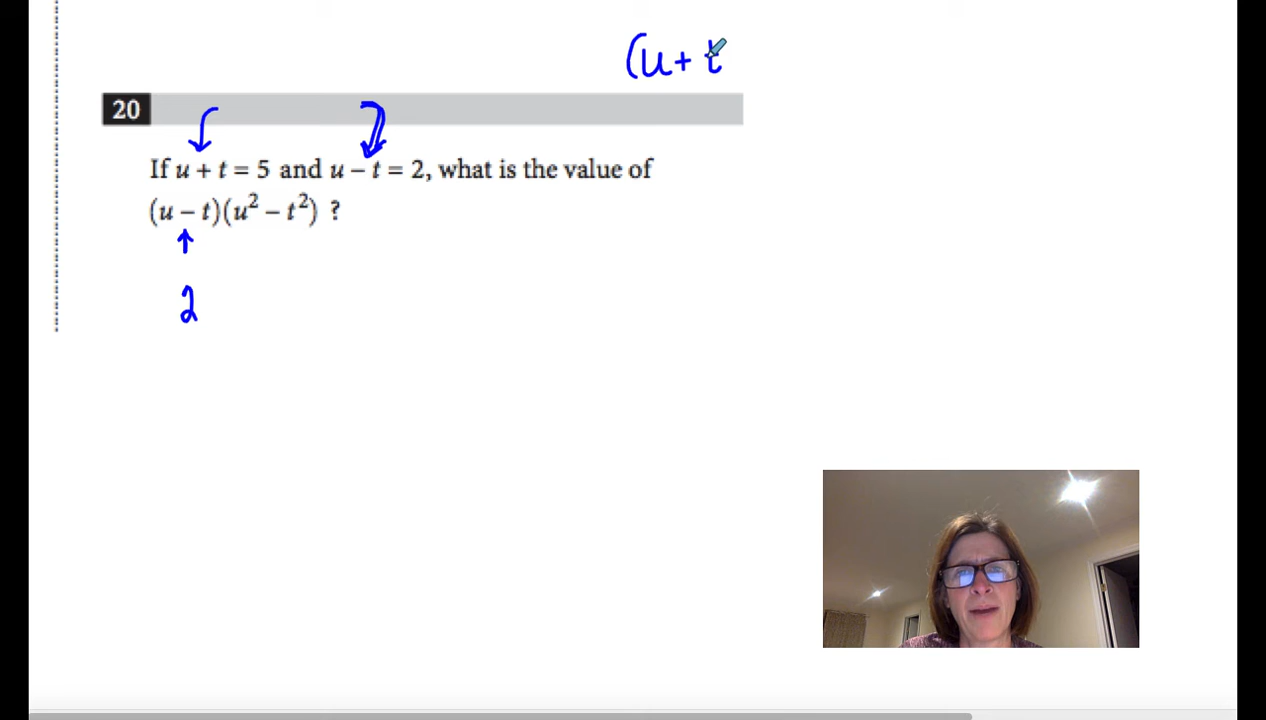 (u+ t
20
If u + t = 5 and u − t = 2, what is the value of
(u − t)(u² − t²) ?
2